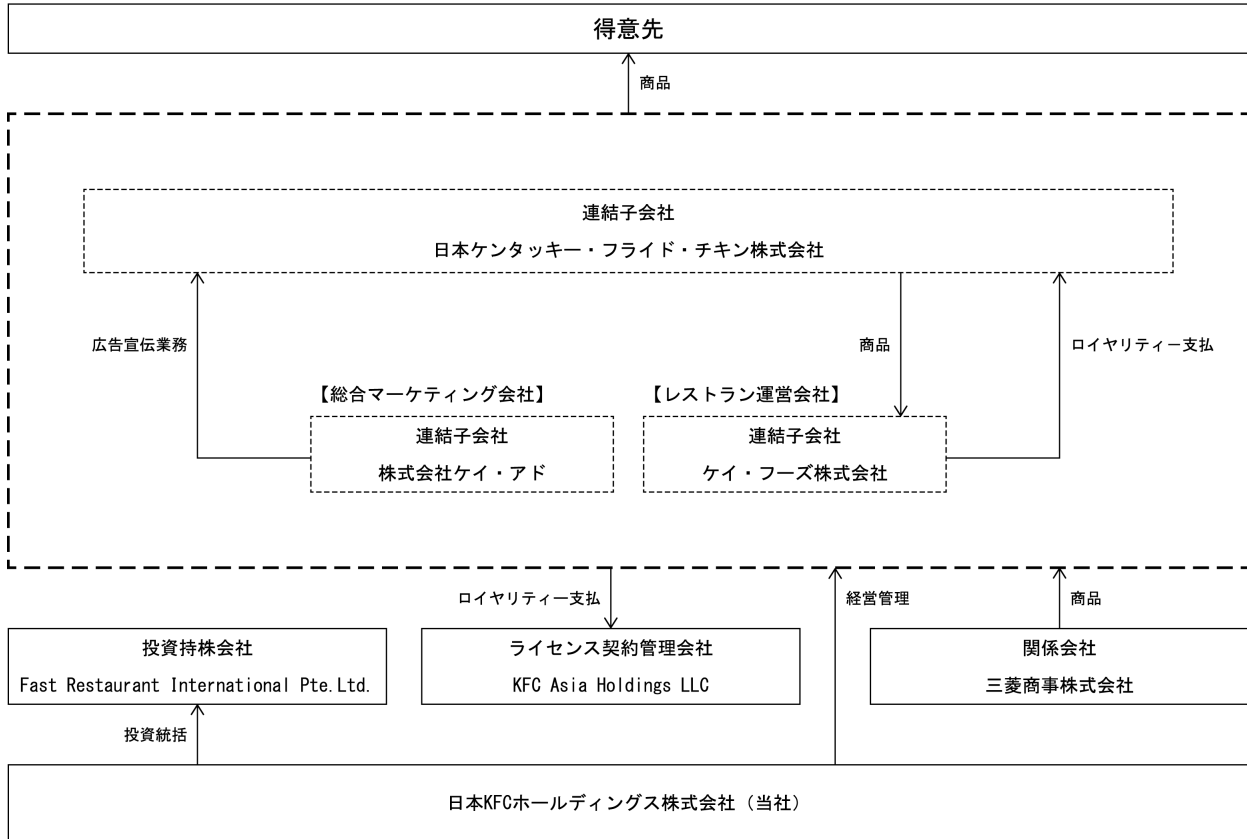 得意先
商品
連結子会社
日本ケンタッキー・フライド・チキン株式会社
広告宣伝業務
商品
ロイヤリティー支払
【総合マーケティング会社】
【レストラン運営会社】
連結子会社
株式会社ケイ・アド
連結子会社
ケイ・フーズ株式会社
ロイヤリティー支払
経営管理
商品
投資持株会社
Fast Restaurant International Pte.Ltd.
ライセンス契約管理会社
KFC Asia Holdings LLC
関係会社
三菱商事株式会社
投資統括
日本KFCホールディングス株式会社（当社）